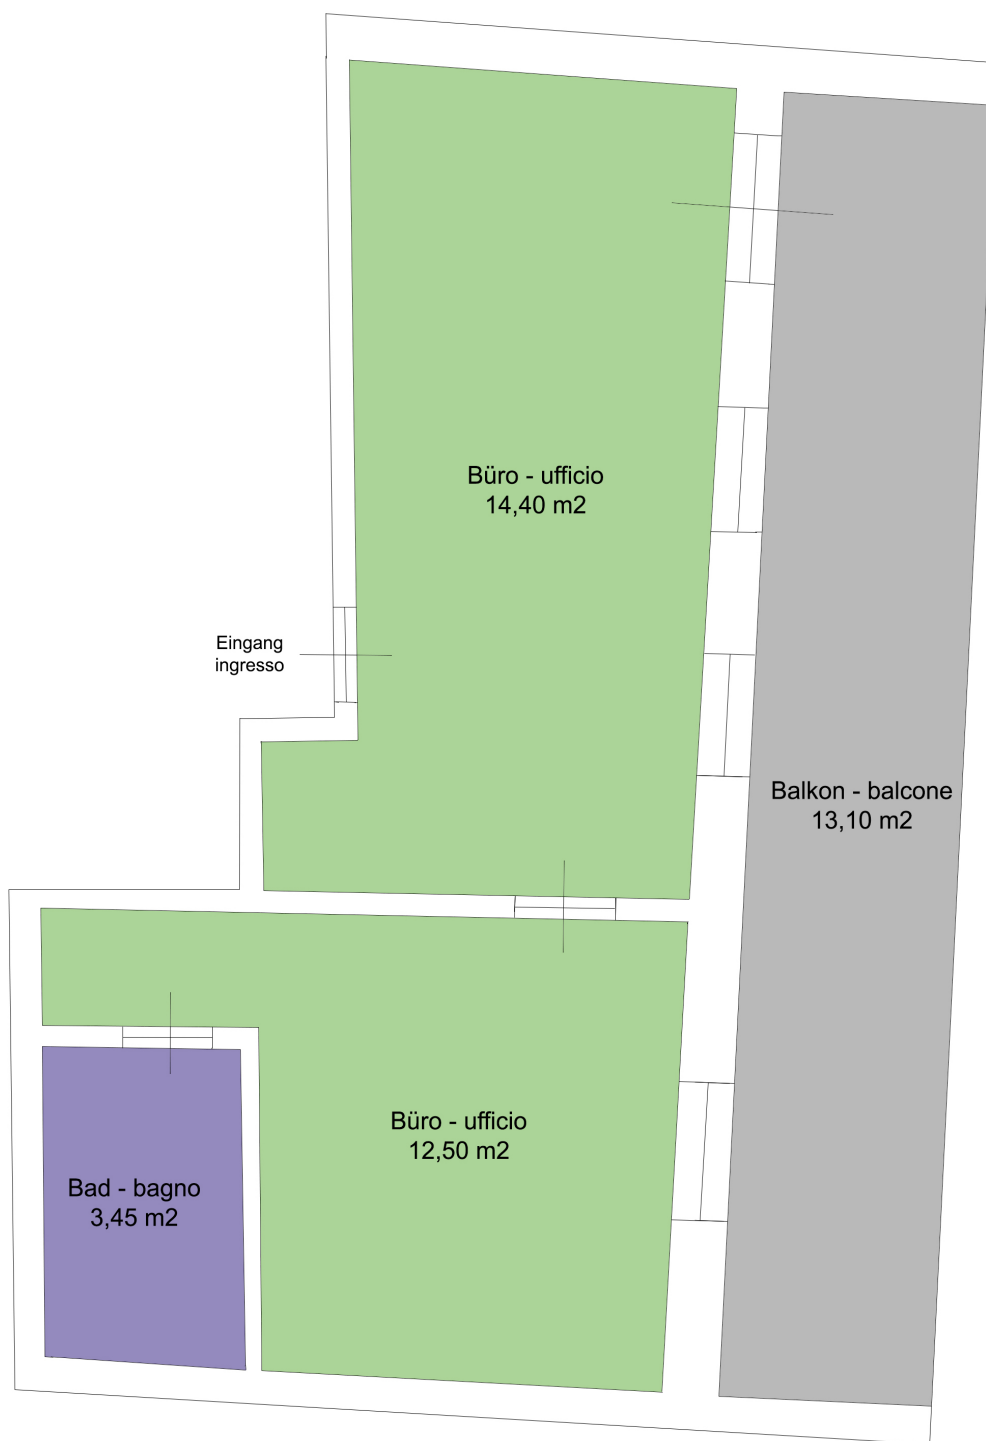 Büro - ufficio
14,40 m2
Eingang
ingresso
Balkon - balcone
13,10 m2
Büro - ufficio
12,50 m2
Bad - bagno
3,45 m2